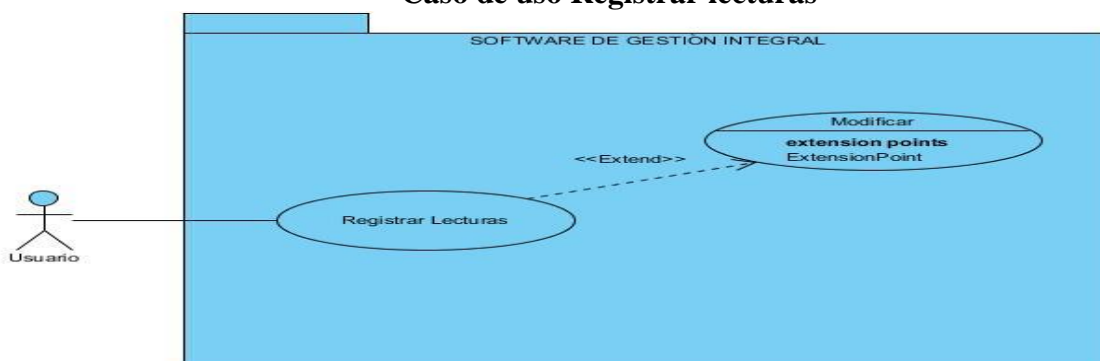 Caso de uso Registrar lecturas
SOFTWARE DE GESTIÒN INTEGRAL
Modificar
extension points
ExtensionPoint
<<Extend>>
Registrar Lecturas
Usuario